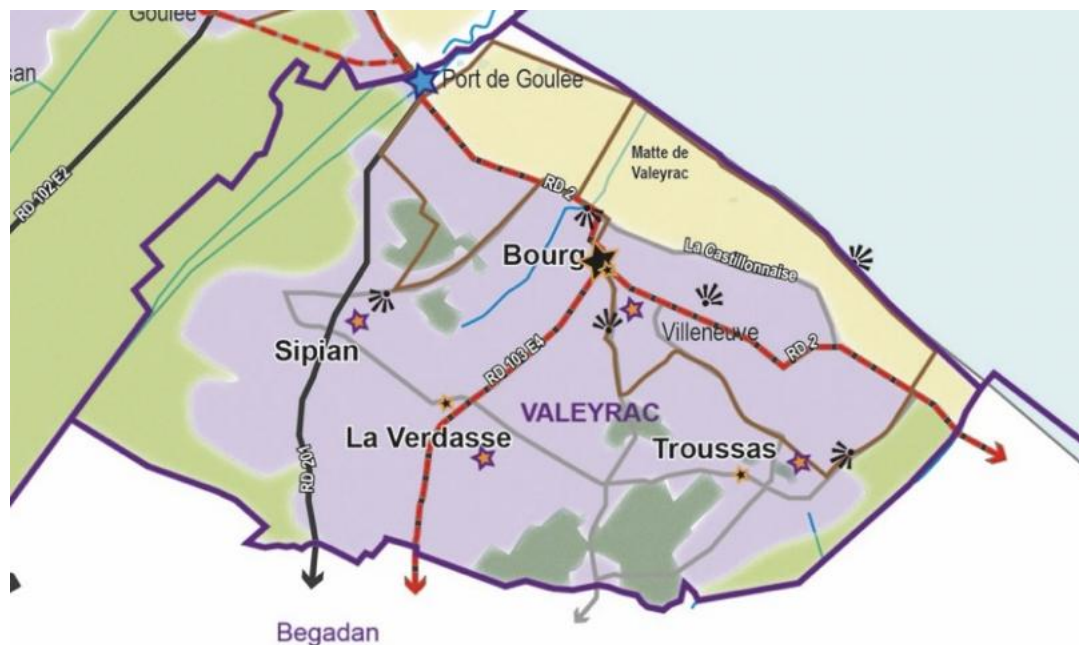 Goulee
san
Port de Goulée
RD 102 E2
Matte de
Valeyrac
RD 2
Bourg
La Castillonnaise
Sipian
Villeneuve
RD 103 E4
RD 2
VALEYRAC
La Verdasse
Troussas
RD 201
Begadan